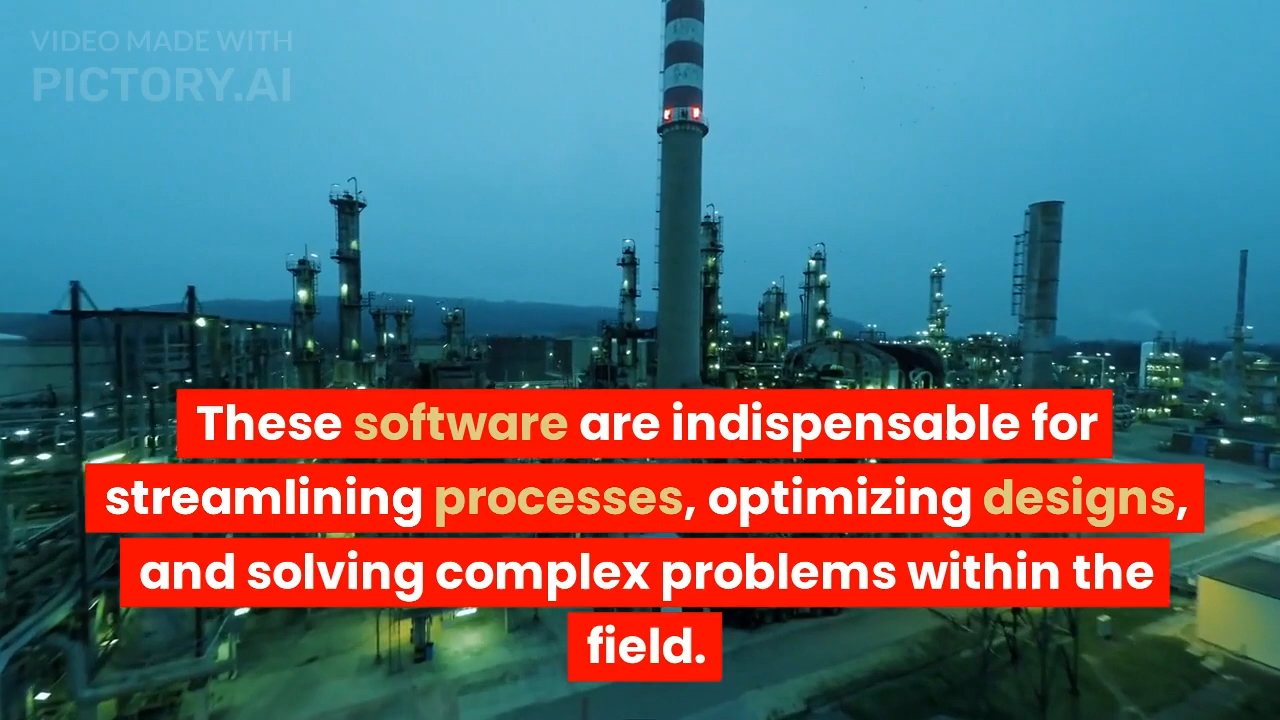 VIDEO MADE WITH
PICTORY.AI
These software are indispensable for
streamlining processes, optimizing designs,
and solving complex problems within the
field.